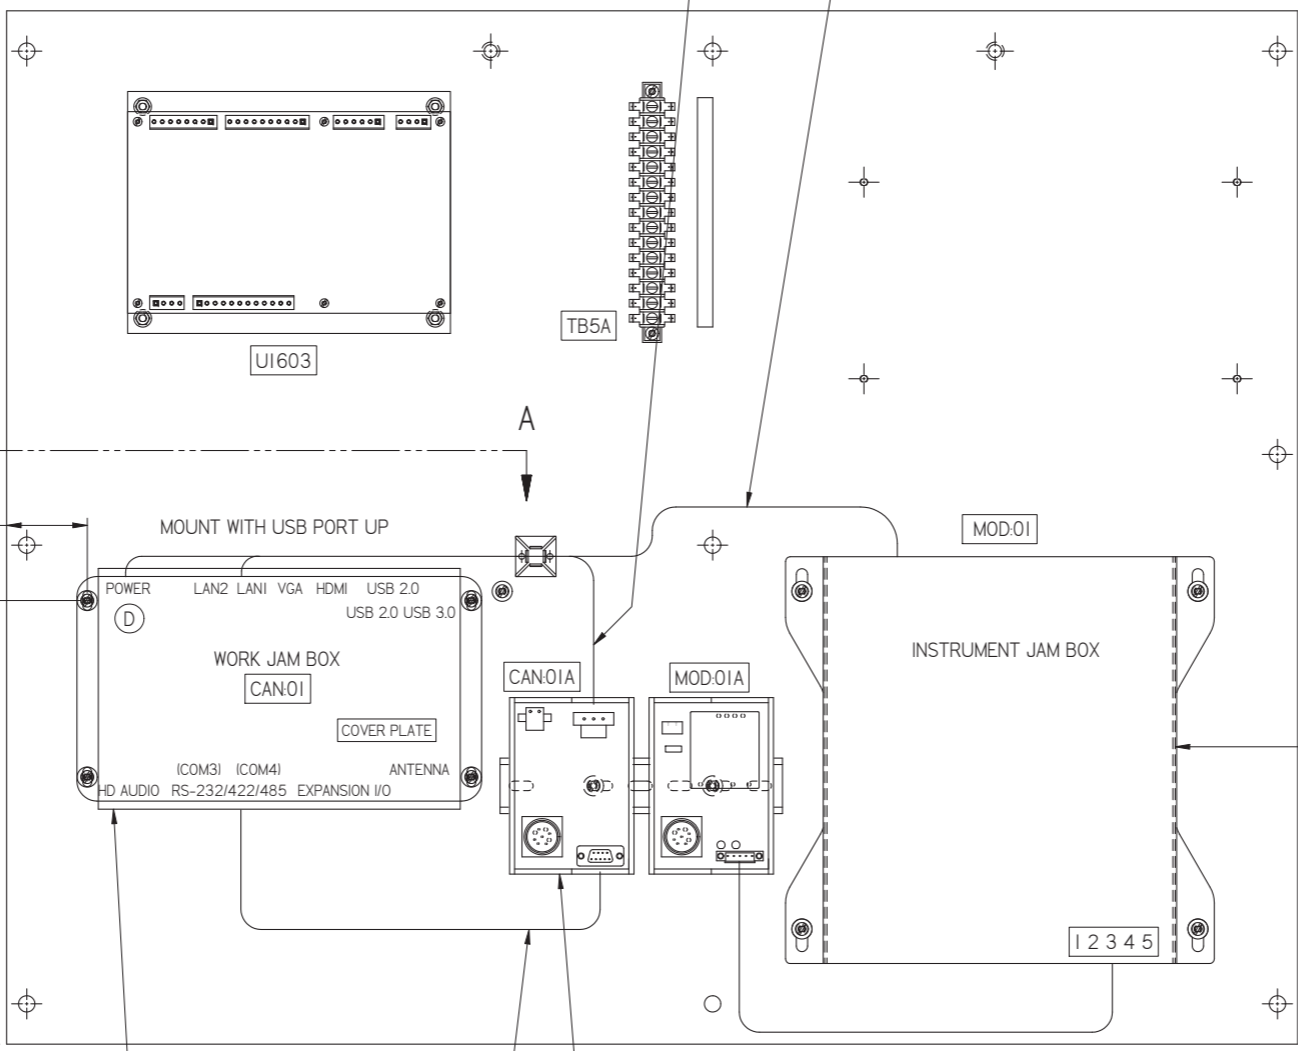 TB5A
UI603
A
MOUNT WITH USB PORT UP
MOD:01
POWER LAN2 LAN1 VGA HDMI USB 2.0
USB 2.0 USB 3.0
D
WORK JAM BOX
CAN:01
COVER PLATE
(COM3) (COM4) ANTENNA
HD AUDIO RS-232/422/485 EXPANSION I/O
CAN:01A
MOD:01A
INSTRUMENT JAM BOX
1 2 3 4 5